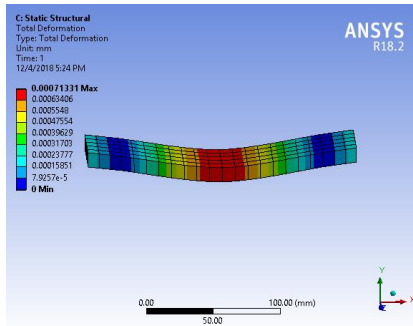 C: Static Structural
Total Deformation
Type: Total Deformation
Unit: mm
Time: 1
12/4/2018 5:24 PM
ANSYS
R18.2
0.00071331 Max
0.00063406
0.0005548
0.00047554
0.00039629
0.00031703
0.00023777
0.00015851
7.9257e-5
0 Min
0.00
100.00 (mm)
50.00
Y
X